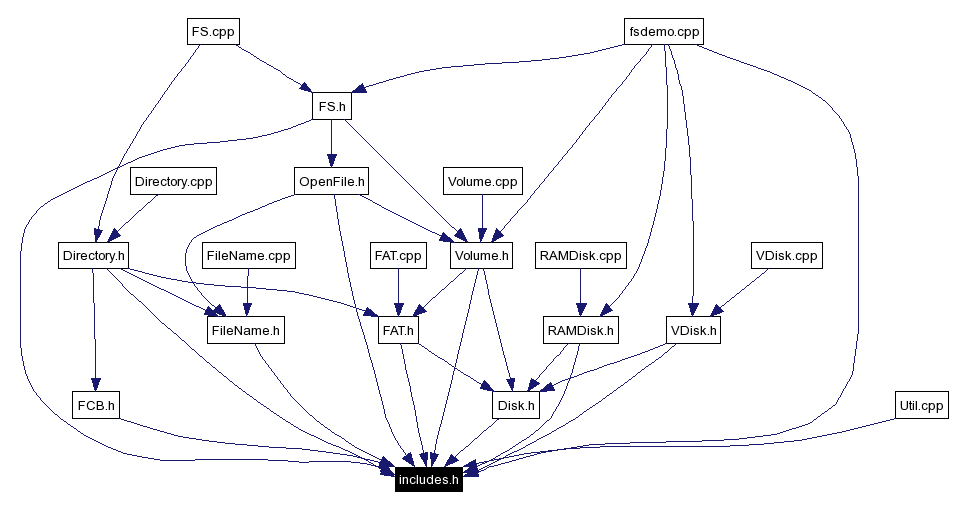 FS.cpp
fsdemo.cpp
FS.h
Directory.cpp
OpenFile.h
Volume.cpp
Directory.h
FileName.cpp
FAT.cpp
Volume.h
RAMDisk.cpp
VDisk.cpp
FileName.h
FAT.h
RAMDisk.h
VDisk.h
FCB.h
Disk.h
Util.cpp
includes.h